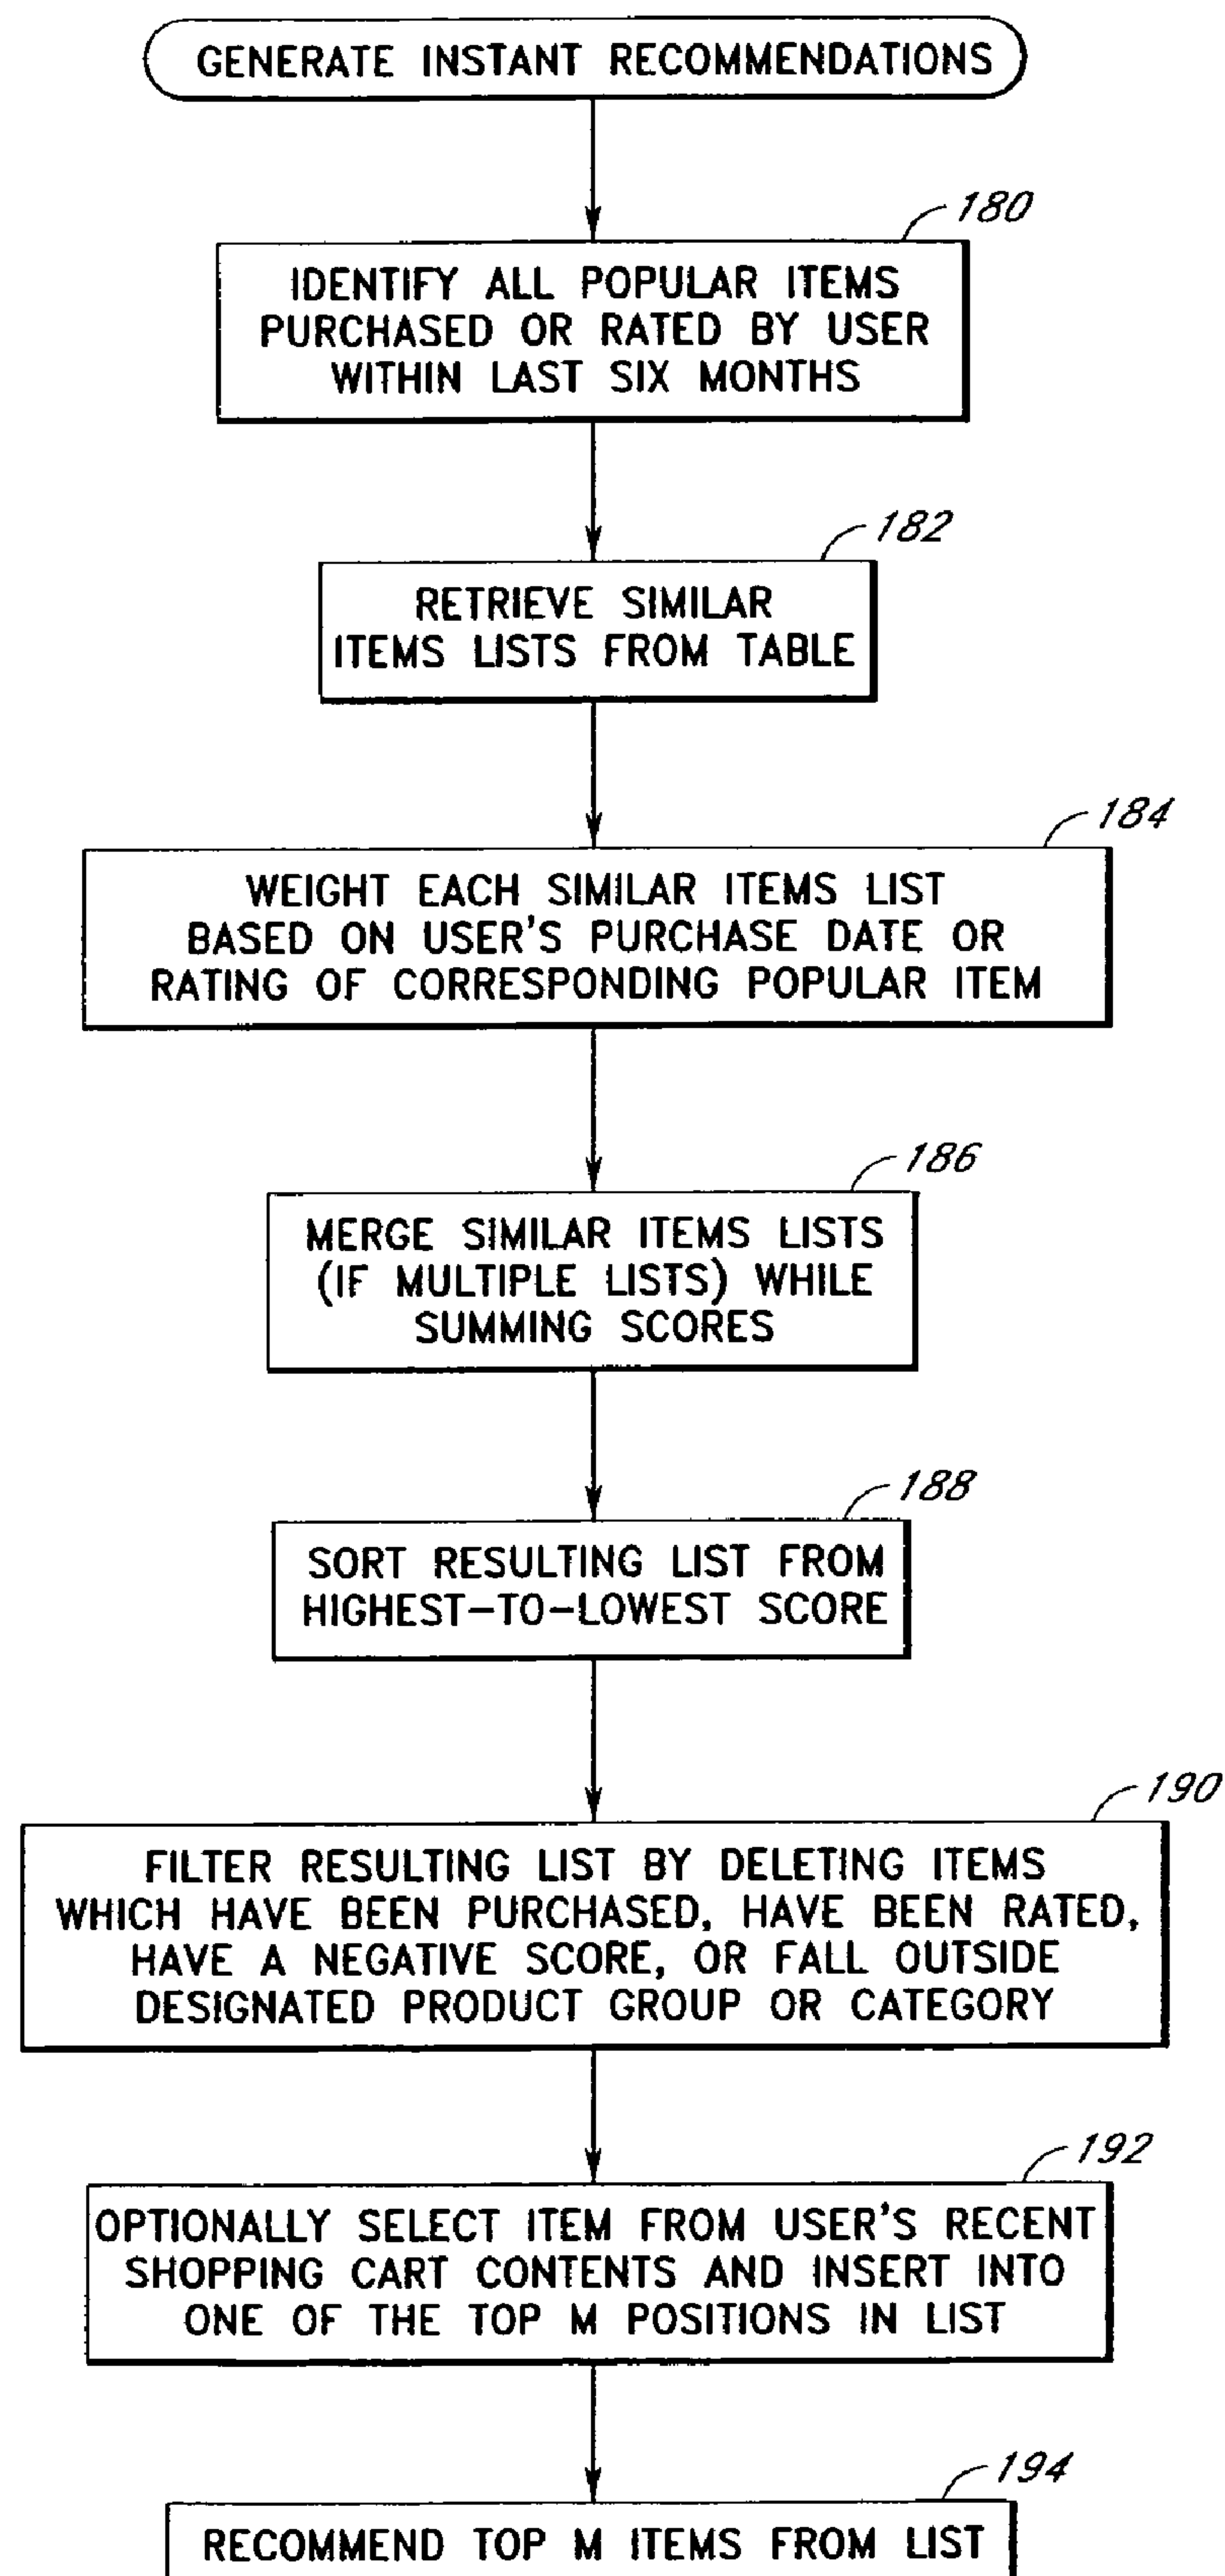 GENERATE INSTANT RECOMMENDATIONS
180
IDENTIFY ALL POPULAR ITEMS
PURCHASED OR RATED BY USER
WITHIN LAST SIX MONTHS
182
RETRIEVE SIMILAR
ITEMS LISTS FROM TABLE
184
WEIGHT EACH SIMILAR ITEMS LIST
BASED ON USER'S PURCHASE DATE OR
RATING OF CORRESPONDING POPULAR ITEM
186
MERGE SIMILAR ITEMS LISTS
(IF MULTIPLE LISTS) WHILE
SUMMING SCORES
188
SORT RESULTING LIST FROM
HIGHEST-TO-LOWEST SCORE
190
FILTER RESULTING LIST BY DELETING ITEMS
WHICH HAVE BEEN PURCHASED, HAVE BEEN RATED,
HAVE A NEGATIVE SCORE, OR FALL OUTSIDE
DESIGNATED PRODUCT GROUP OR CATEGORY
192
OPTIONALLY SELECT ITEM FROM USER'S RECENT
SHOPPING CART CONTENTS AND INSERT INTO
ONE OF THE TOP M POSITIONS IN LIST
194
RECOMMEND TOP M ITEMS FROM LIST